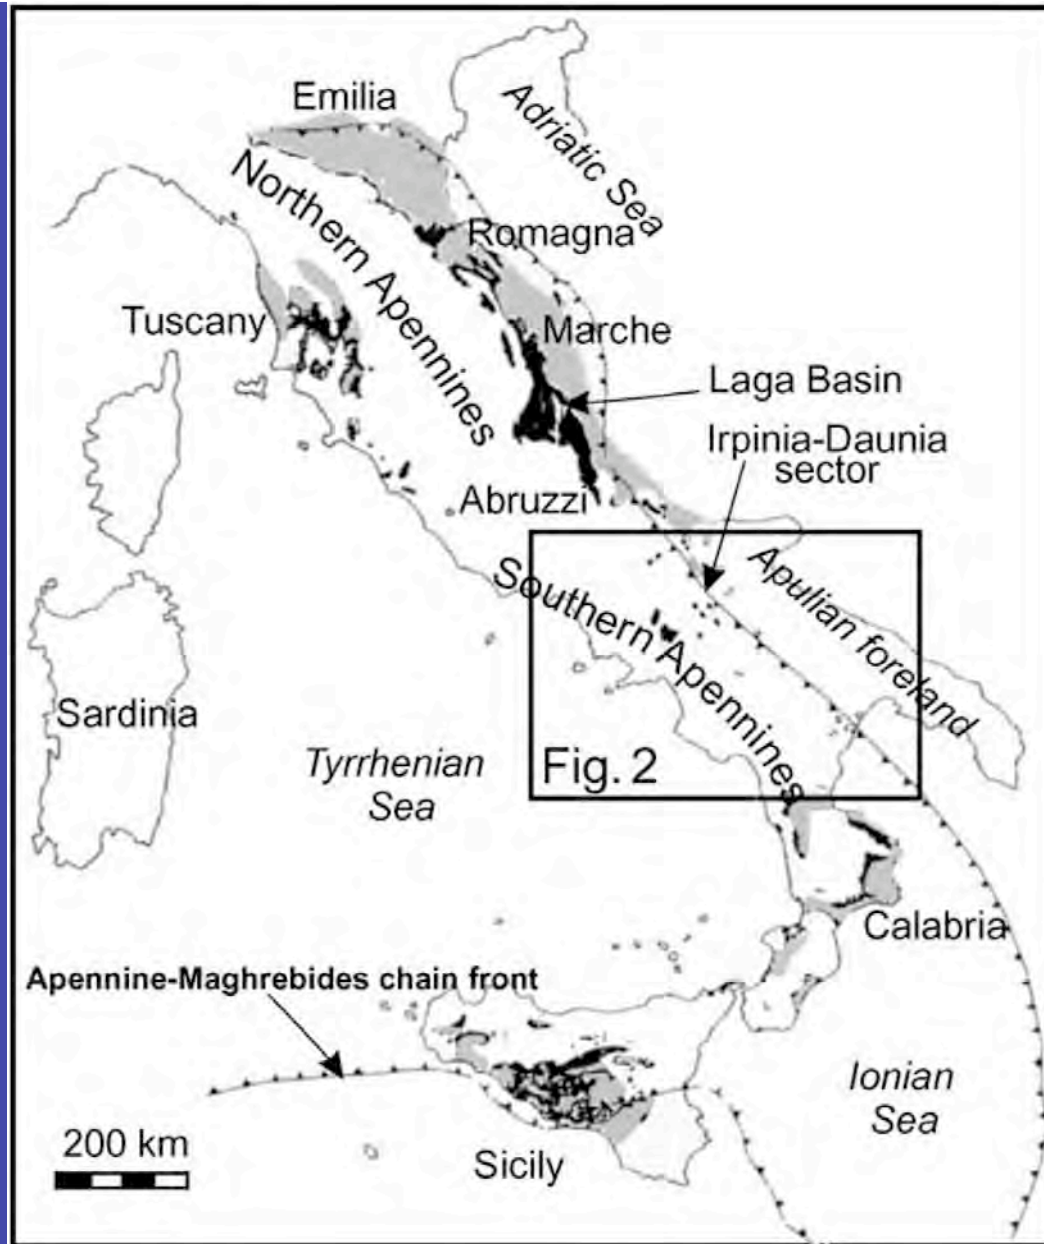 Emilia
Adriatic Sea
Northern Apennines
Romagna
Tuscany
Marche
Laga Basin
Irpinia-Daunia
sector
Abruzzi
Southern Apennines
Apulian foreland
Sardinia
Tyrrhenian
Sea
Fig. 2
Calabria
Apennine-Maghrebides chain front
Ionian
Sea
200 km
Sicily